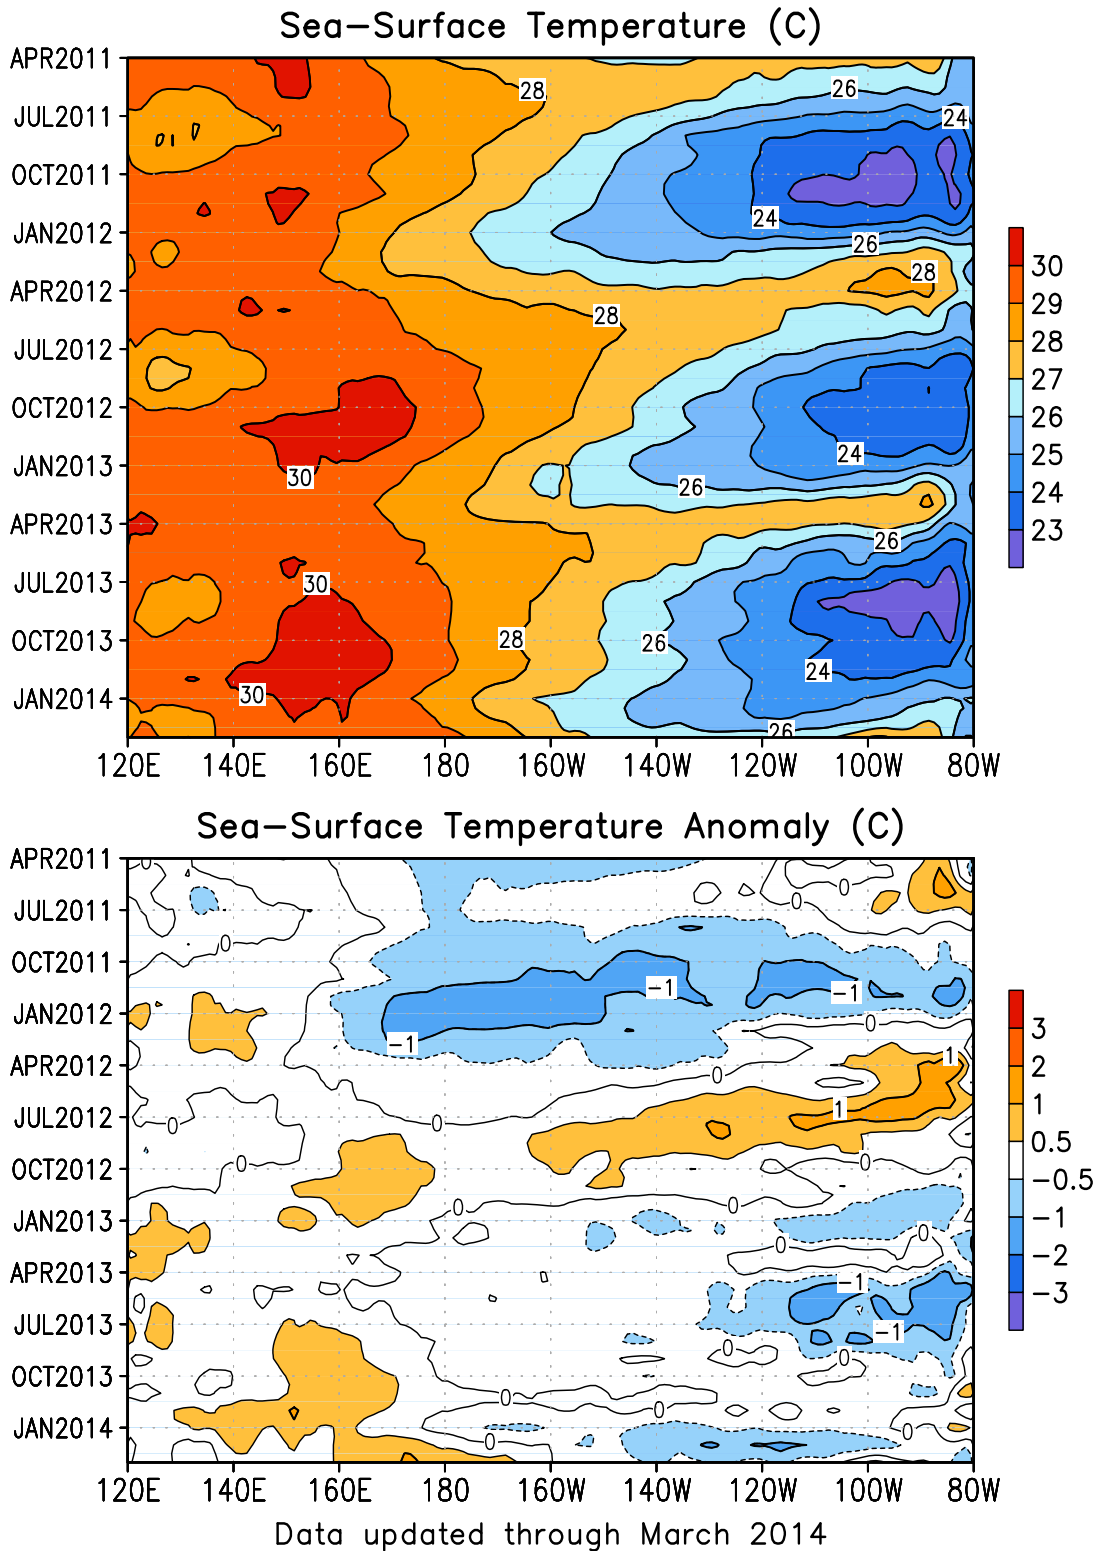 Sea-Surface Temperature (C)
APR2011
JUL2011
OCT2011
JAN2012
APR2012
JUL2012
OCT2012
JAN2013
APR2013
JUL2013
OCT2013
JAN2014
28
26
24
24
26
28
28
24
30
26
26
30
28
26
24
30
26
120E 140E 160E 180 160W 140W 120W 100W 80W
30
29
28
27
26
25
24
23
Sea-Surface Temperature Anomaly (C)
APR2011
JUL2011
OCT2011
JAN2012
APR2012
JUL2012
OCT2012
JAN2013
APR2013
JUL2013
OCT2013
JAN2014
0
0
0
0
-1
-1
0
-1
1
0
1
0
0
0
0
0
0
0
0
-1
-1
0
0
0
0
0
0
120E 140E 160E 180 160W 140W 120W 100W 80W
3
2
1
0.5
-0.5
-1
-2
-3
Data updated through March 2014